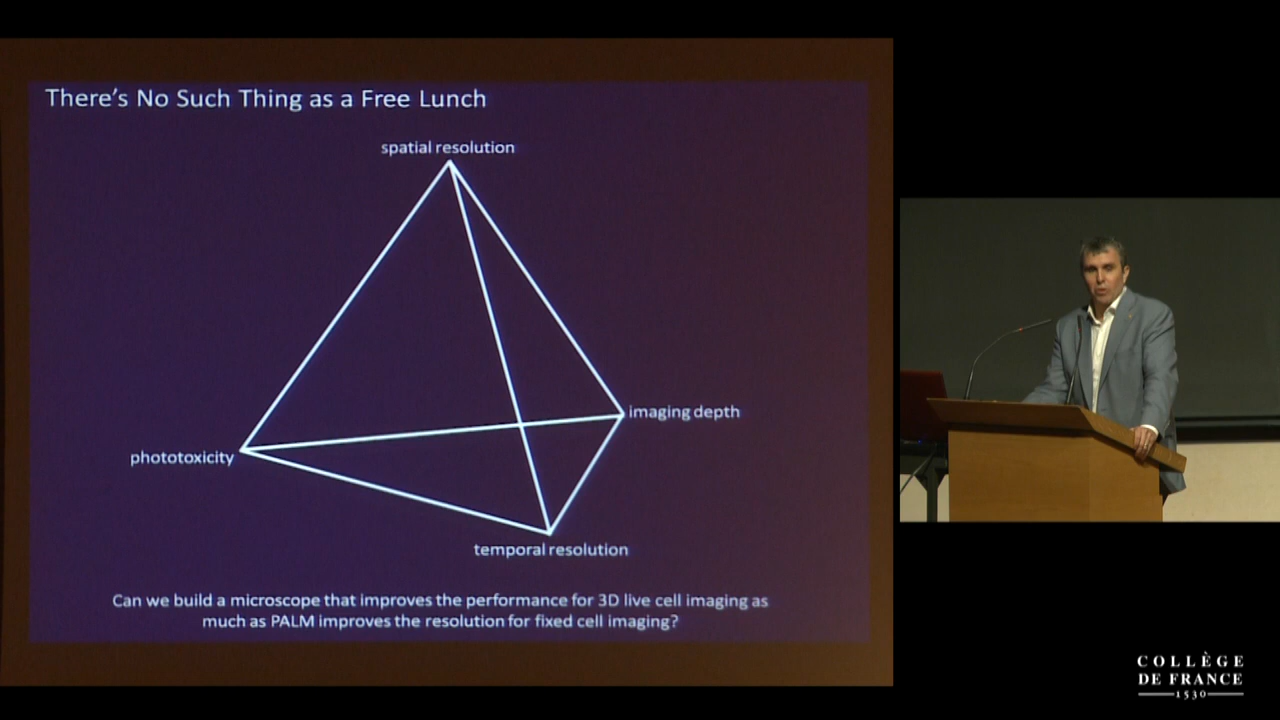 There's No Such Thing as a Free Lunch
spatial resolution
imaging depth
phototoxicity
temporal resolution
Can we build a microscope that improves the performance for 3D live cell imaging as
much as PALM improves the resolution for fixed cell imaging?
COLLÈGE
DE FRANCE
1530